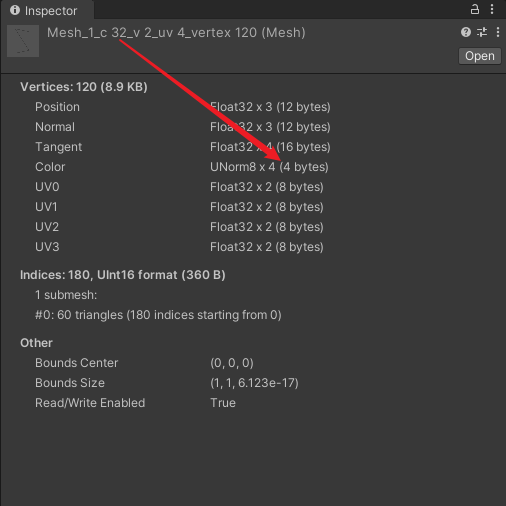 Inspector
Mesh_1_c 32_v 2_uv 4_vertex 120 (Mesh)
Open
Vertices: 120 (8.9 KB)
Position Float32 x 3 (12 bytes)
Normal Float32 x 3 (12 bytes)
Tangent Float32 x 4 (16 bytes)
Color UNorm8 x 4 (4 bytes)
UV0 Float32 x 2 (8 bytes)
UV1 Float32 x 2 (8 bytes)
UV2 Float32 x 2 (8 bytes)
UV3 Float32 x 2 (8 bytes)
Indices: 180, UInt16 format (360 B)
1 submesh:
#0: 60 triangles (180 indices starting from 0)
Other
Bounds Center (0, 0, 0)
Bounds Size (1, 1, 6.123e-17)
Read/Write Enabled True